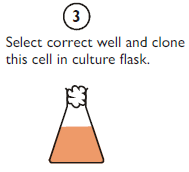 3
Select correct well and clone
this cell in culture flask.